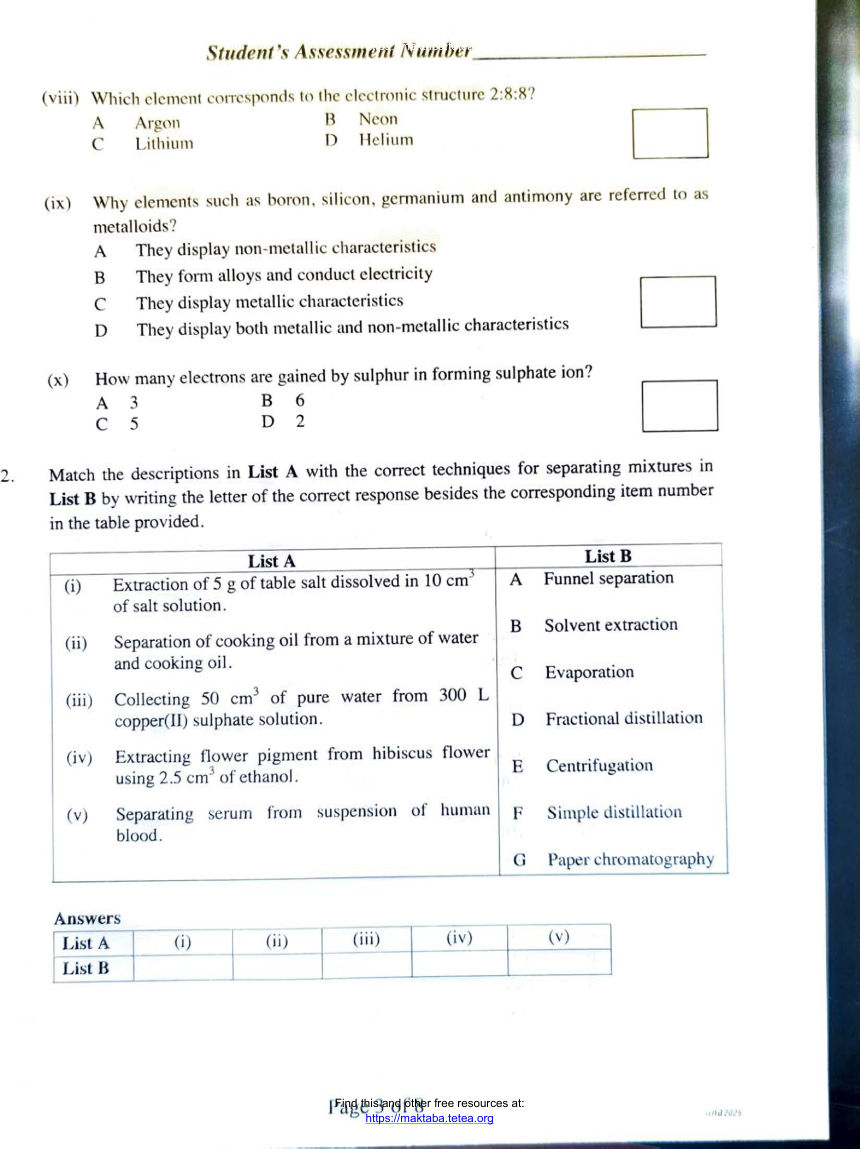 Student's Assessment Number
(viii) Which element corresponds to the electronic structure 2:8:8?
A Argon B Neon
C Lithium D Helium
(ix) Why elements such as boron, silicon, germanium and antimony are referred to as
metalloids?
A They display non-metallic characteristics
B They form alloys and conduct electricity
C They display metallic characteristics
D They display both metallic and non-metallic characteristics
(x) How many electrons are gained by sulphur in forming sulphate ion?
A 3 B 6
C 5 D 2
2. Match the descriptions in List A with the correct techniques for separating mixtures in
List B by writing the letter of the correct response besides the corresponding item number
in the table provided.
List A
(i) Extraction of 5 g of table salt dissolved in 10 cm³
of salt solution.
(ii) Separation of cooking oil from a mixture of water
and cooking oil.
(iii) Collecting 50 cm³ of pure water from 300 L
copper(II) sulphate solution.
(iv) Extracting flower pigment from hibiscus flower
using 2.5 cm³ of ethanol.
(v) Separating serum from suspension of human
blood.
List B
A Funnel separation
B Solvent extraction
C Evaporation
D Fractional distillation
E Centrifugation
F Simple distillation
G Paper chromatography
Answers
List A (i) (ii) (iii) (iv) (v)
List B
Page 3 of 8
Find this and other free resources at:
https://maktaba.tetea.org